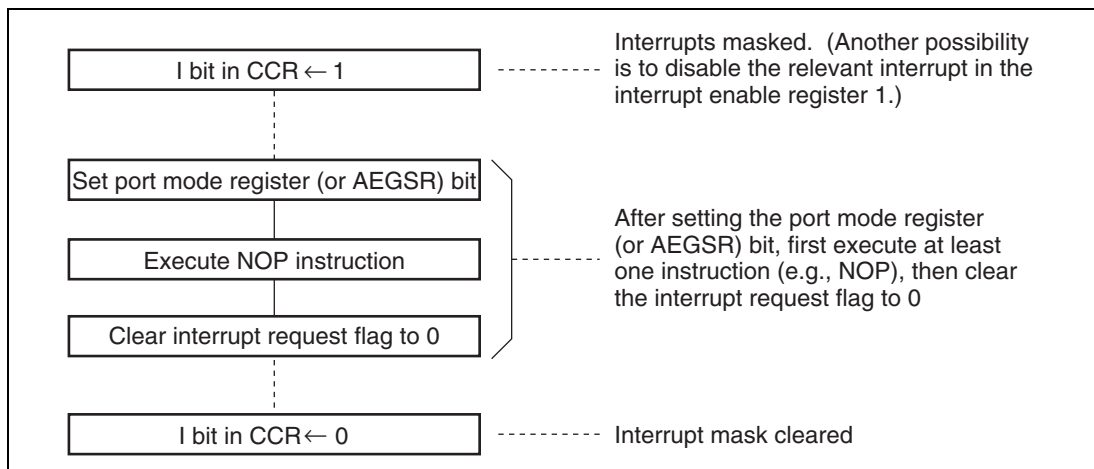 I bit in CCR ← 1
Interrupts masked. (Another possibility
is to disable the relevant interrupt in the
interrupt enable register 1.)
Set port mode register (or AEGSR) bit
Execute NOP instruction
Clear interrupt request flag to 0
After setting the port mode register
(or AEGSR) bit, first execute at least
one instruction (e.g., NOP), then clear
the interrupt request flag to 0
I bit in CCR ← 0
Interrupt mask cleared